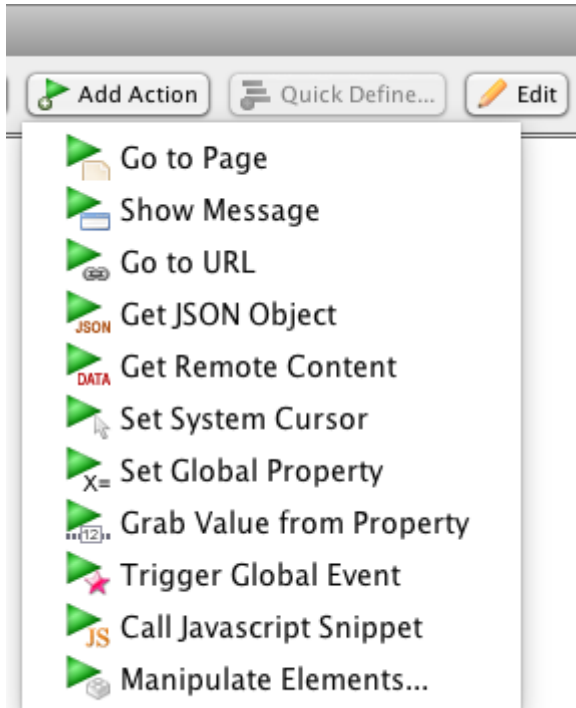 Add Action Quick Define... Edit
Go to Page
Show Message
Go to URL
JSON Get JSON Object
DATA Get Remote Content
Set System Cursor
X= Set Global Property
12 Grab Value from Property
Trigger Global Event
JS Call Javascript Snippet
Manipulate Elements...